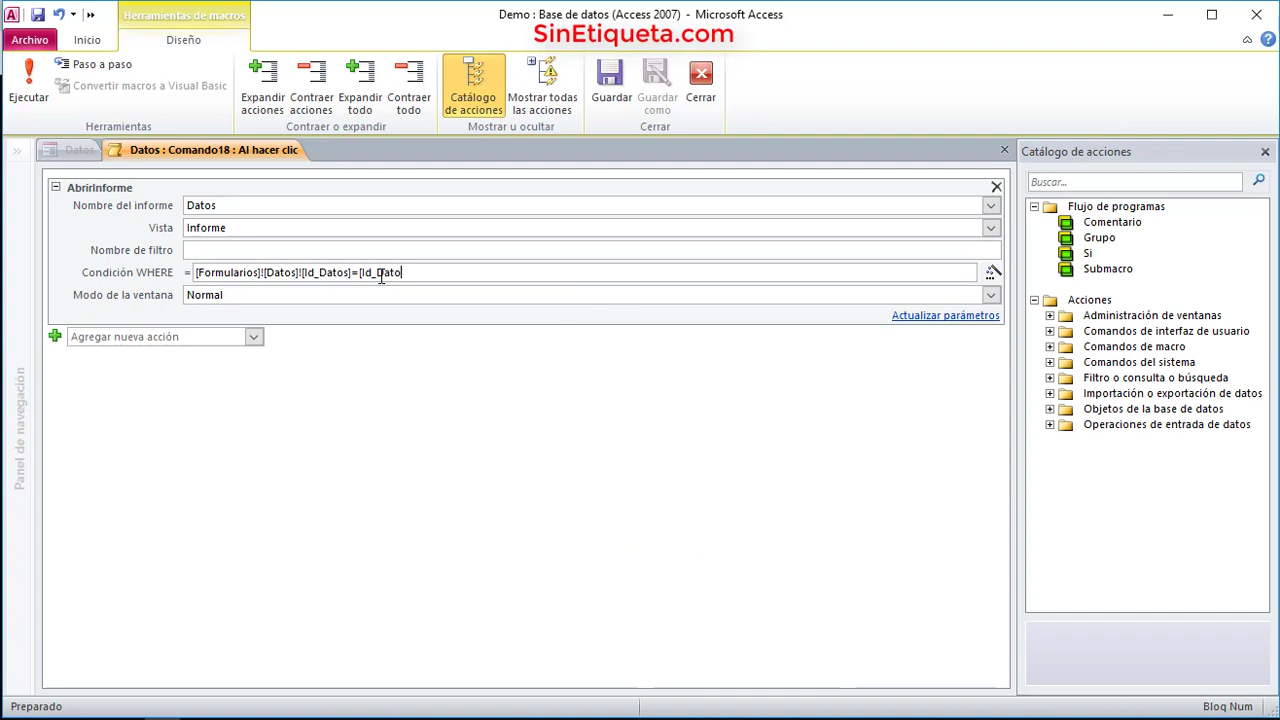 Herramientas de macros
Demo : Base de datos (Access 2007) - Microsoft Access
SinEtiqueta.com
Archivo
Inicio
Diseño
Ejecutar
Paso a paso
Convertir macros a Visual Basic
Herramientas
Expandir acciones
Contraer acciones
Expandir todo
Contraer todo
Contraer o expandir
Catálogo de acciones
Mostrar todas las acciones
Mostrar u ocultar
Guardar
Guardar como
Cerrar
Cerrar
Datos
Datos : Comando18 : Al hacer clic
Panel de navegación
AbrirInforme
Nombre del informe Datos
Vista Informe
Nombre de filtro
Condición WHERE = [Formularios]![Datos]![Id_Datos]=[Id_Dato
Modo de la ventana Normal
Actualizar parámetros
Agregar nueva acción
Catálogo de acciones
Buscar...
Flujo de programas
Comentario
Grupo
Si
Submacro
Acciones
Administración de ventanas
Comandos de interfaz de usuario
Comandos de macro
Comandos del sistema
Filtro o consulta o búsqueda
Importación o exportación de datos
Objetos de la base de datos
Operaciones de entrada de datos
Preparado
Bloq Num